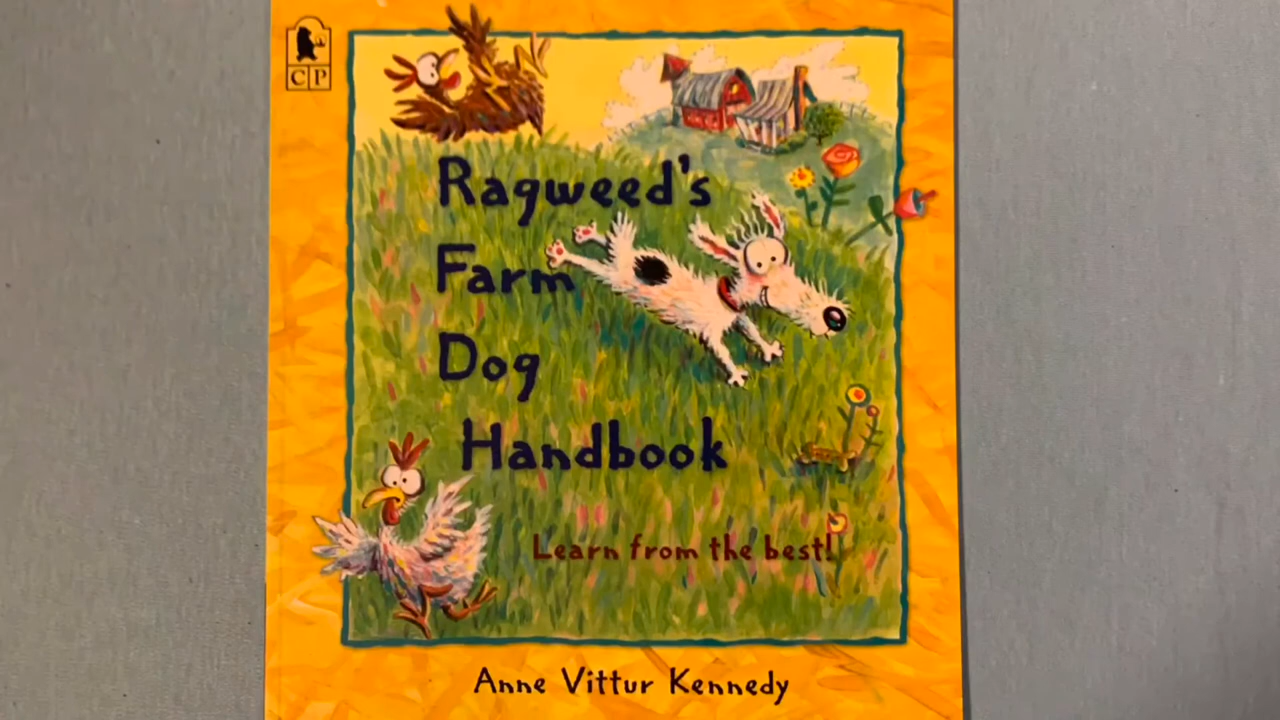 CP
Ragweed's
Farm
Dog
Handbook
Learn from the best!
Anne Vittur Kennedy